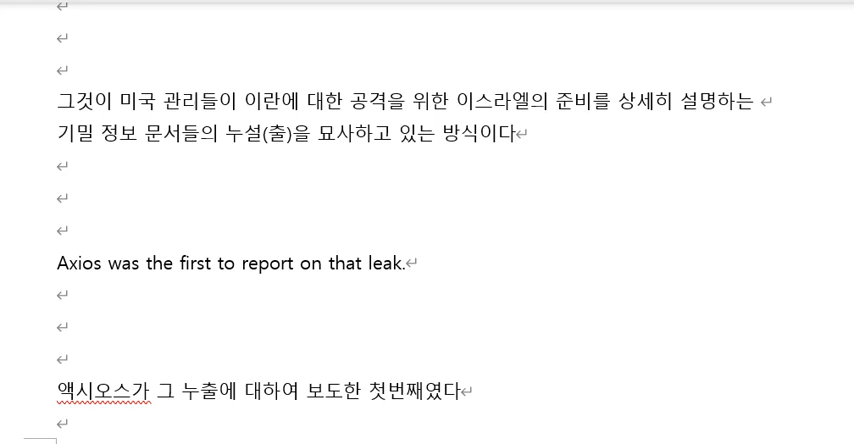 그것이 미국 관리들이 이란에 대한 공격을 위한 이스라엘의 준비를 상세히 설명하는
기밀 정보 문서들의 누설(출)을 묘사하고 있는 방식이다
Axios was the first to report on that leak.
액시오스가 그 누출에 대하여 보도한 첫번째였다